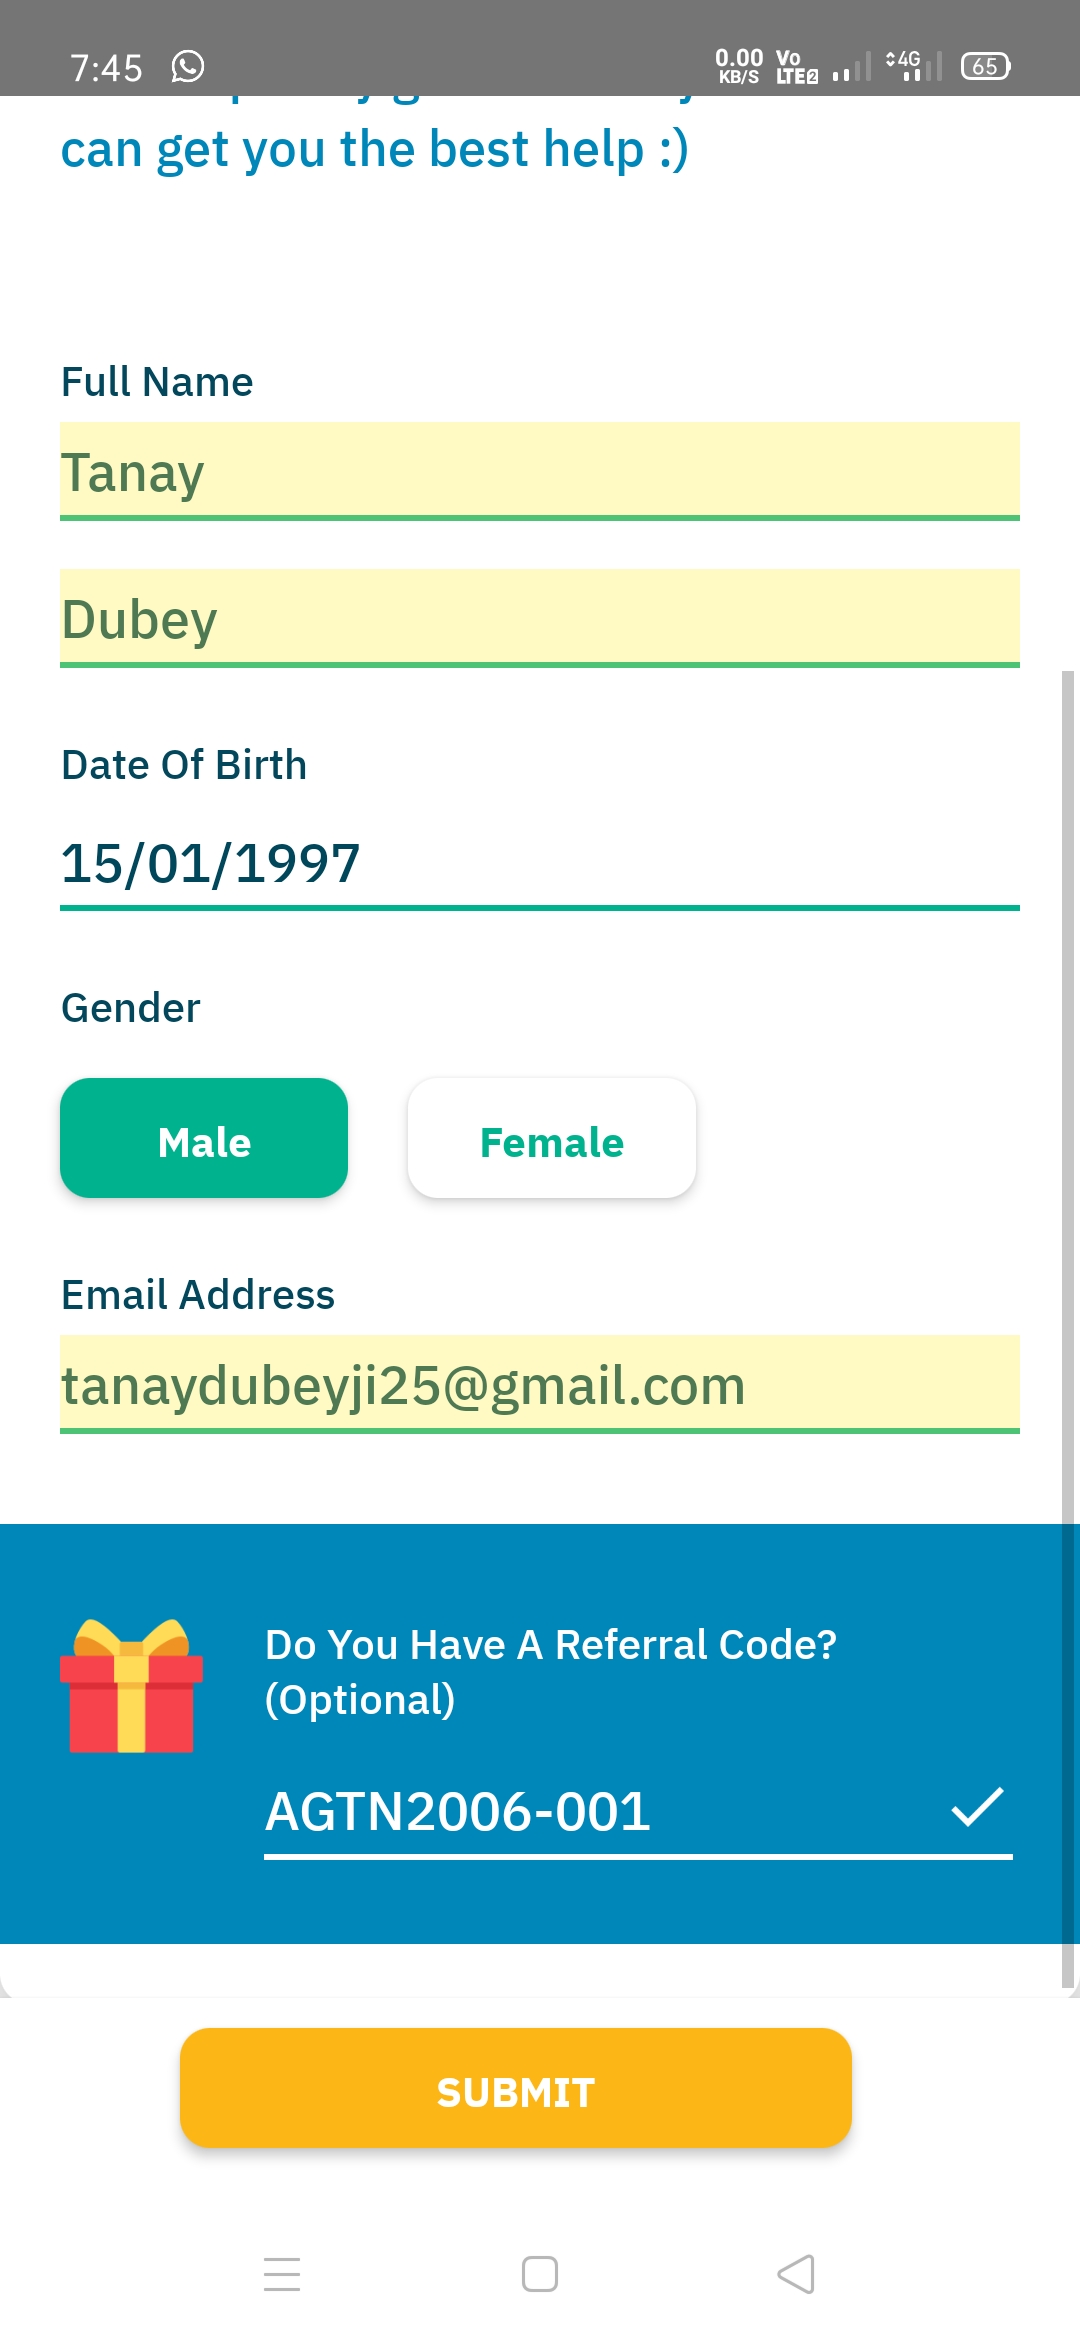 7:45 0.00 KB/S Vo LTE2 4G 65
can get you the best help :)
Full Name
Tanay
Dubey
Date Of Birth
15/01/1997
Gender
Male Female
Email Address
tanaydubeyji25@gmail.com
Do You Have A Referral Code?
(Optional)
AGTN2006-001
SUBMIT